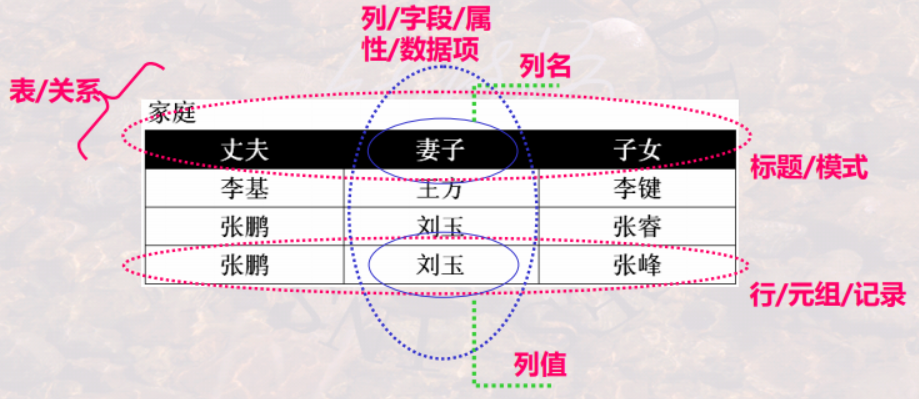 列/字段/属
性/数据项
列名
表/关系
家庭
丈夫 妻子 子女
标题/模式
李基 王方 李键
张鹏 刘玉 张睿
张鹏 刘玉 张峰
行/元组/记录
列值